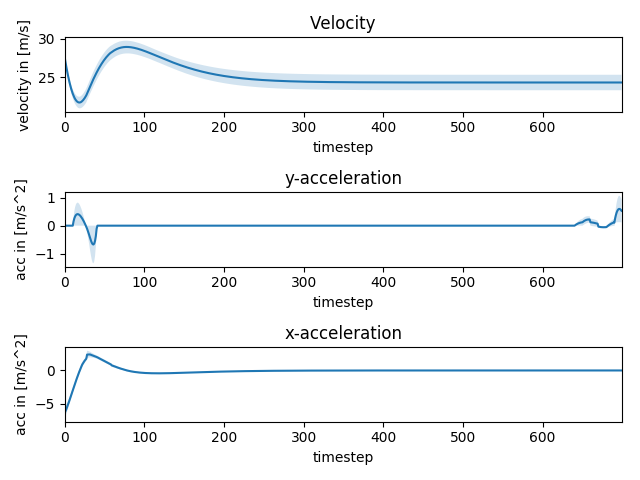 Velocity
velocity in [m/s]
30
25
0 100 200 300 400 500 600
timestep
y-acceleration
acc in [m/s^2]
1
0
−1
0 100 200 300 400 500 600
timestep
x-acceleration
acc in [m/s^2]
0
−5
0 100 200 300 400 500 600
timestep